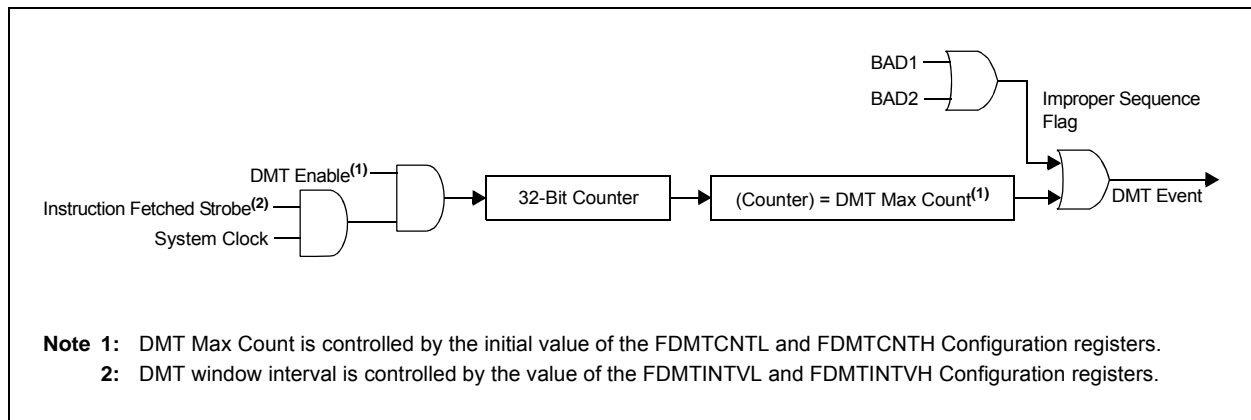 BAD1
BAD2
Improper Sequence
Flag
DMT Enable(1)
Instruction Fetched Strobe(2)
System Clock
32-Bit Counter
(Counter) = DMT Max Count(1)
DMT Event
Note 1: DMT Max Count is controlled by the initial value of the FDMTCNTL and FDMTCNTH Configuration registers.
2: DMT window interval is controlled by the value of the FDMTINTVL and FDMTINTVH Configuration registers.